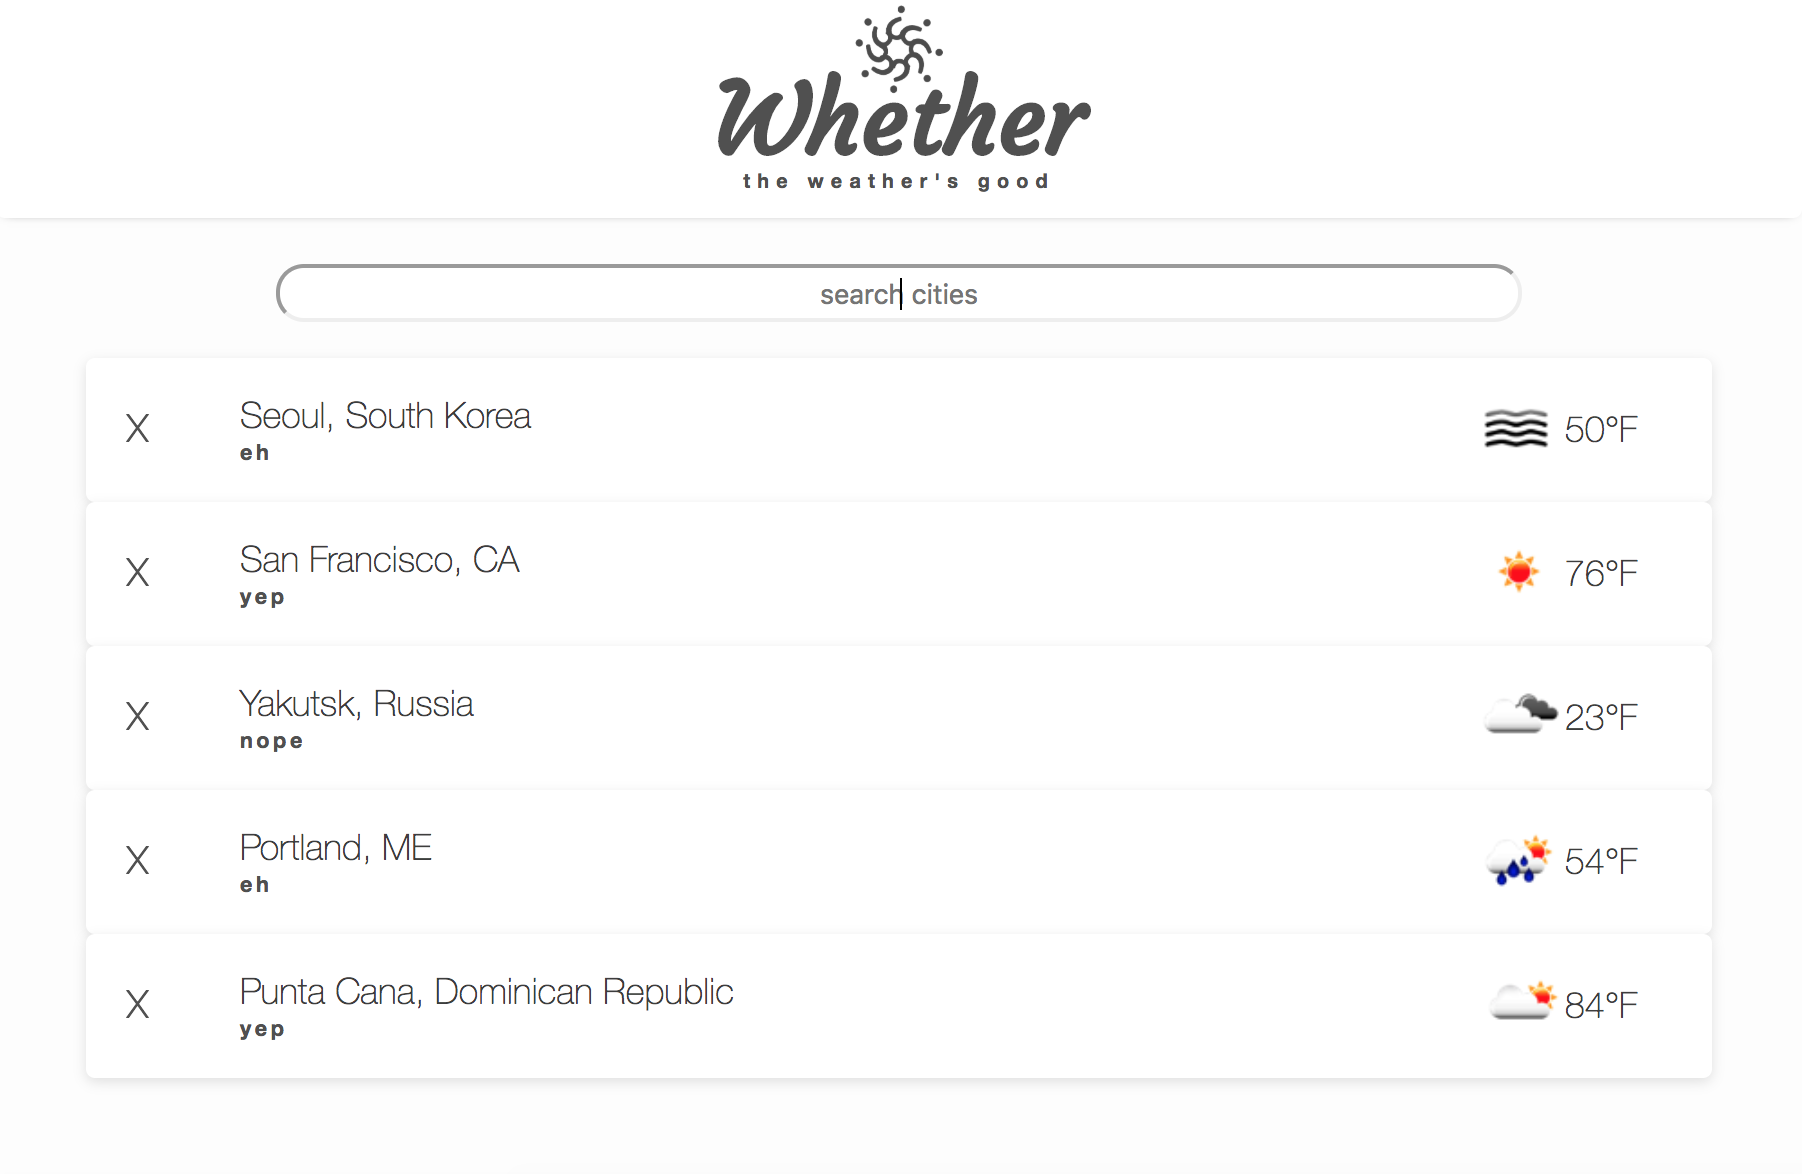 Whether
the weather's good
search cities
X
Seoul, South Korea
eh
50°F
X
San Francisco, CA
yep
76°F
X
Yakutsk, Russia
nope
23°F
X
Portland, ME
eh
54°F
X
Punta Cana, Dominican Republic
yep
84°F